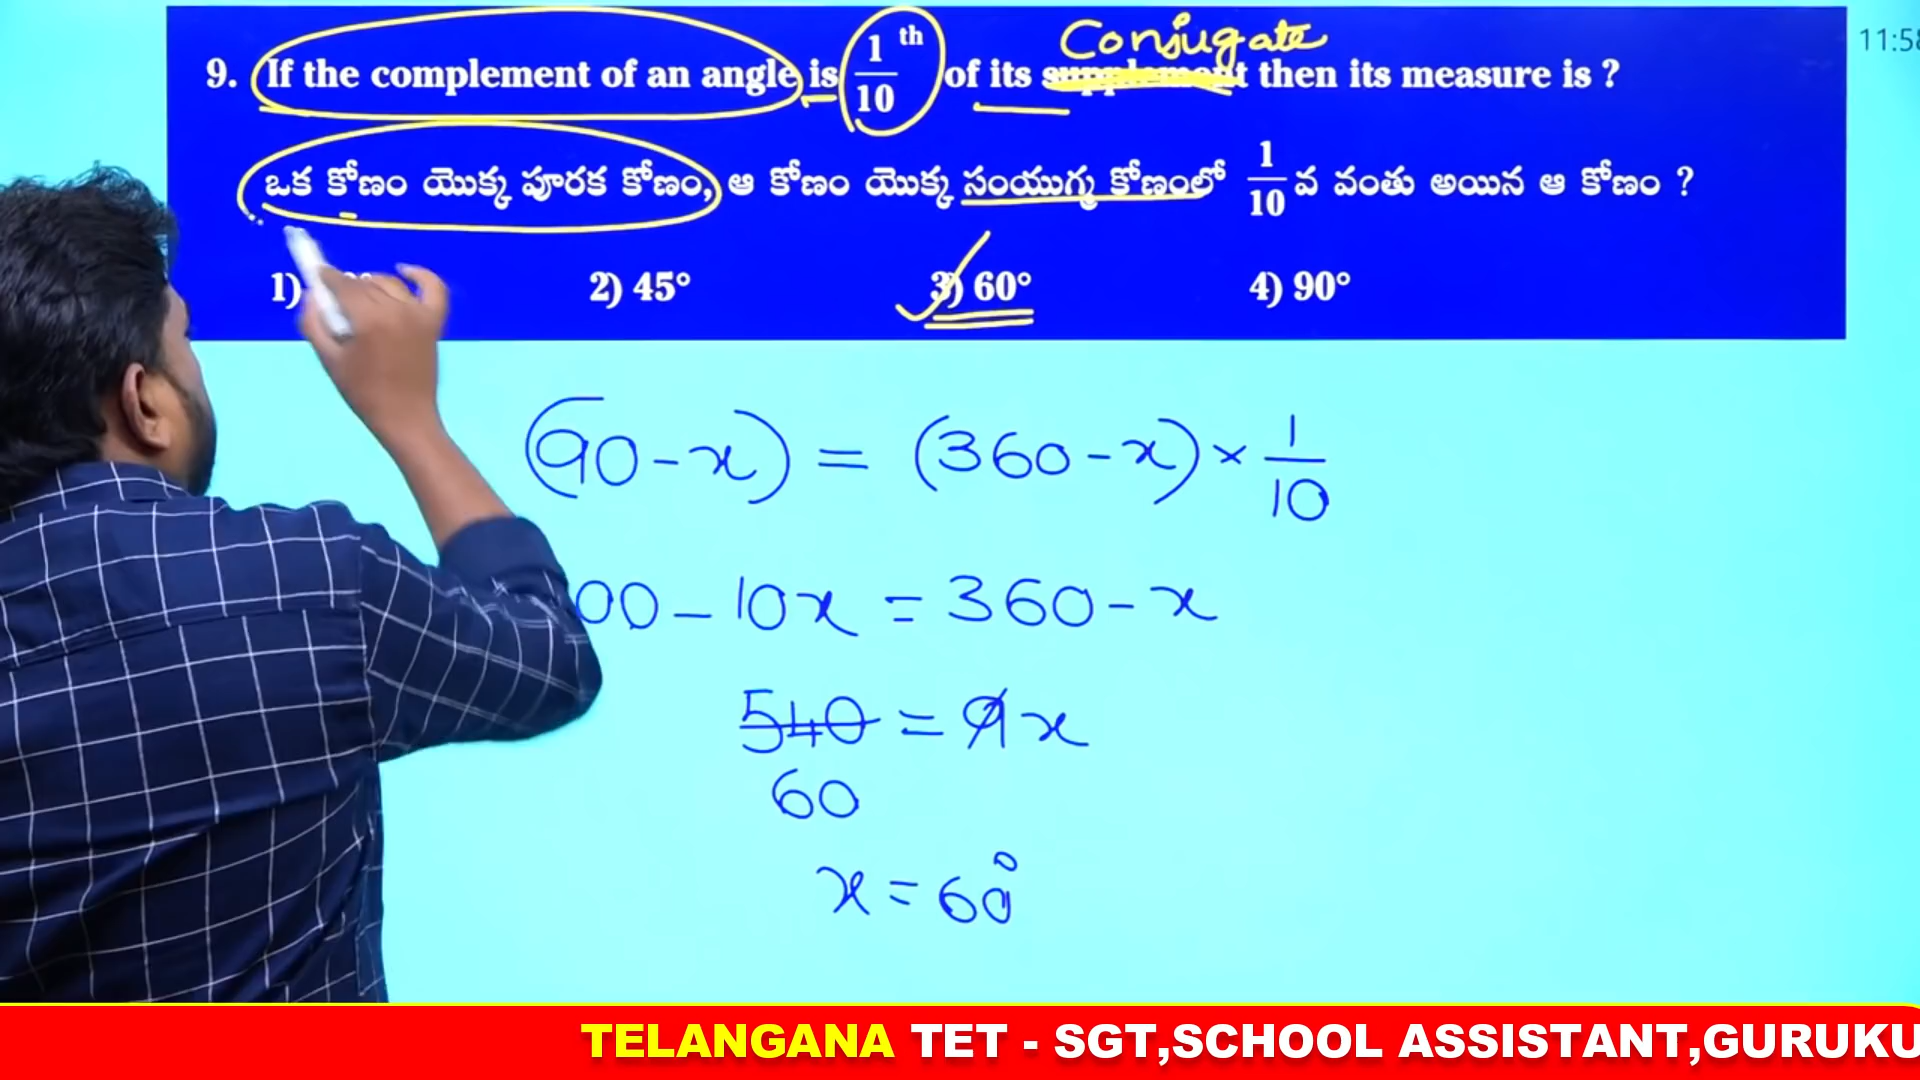 Conjugate
11:58
9. If the complement of an angle is 1/10 th of its supplement then its measure is ?
ఒక కోణం యొక్క పూరక కోణం, ఆ కోణం యొక్క సంయుగ్మ కోణంలో 1/10 వ వంతు అయిన ఆ కోణం ?
1) 2) 45° 3) 60° 4) 90°
(90 - x) = (360 - x) × 1/10
00 - 10x = 360 - x
540 = 9x
60
x = 60°
TELANGANA TET - SGT,SCHOOL ASSISTANT,GURUKU